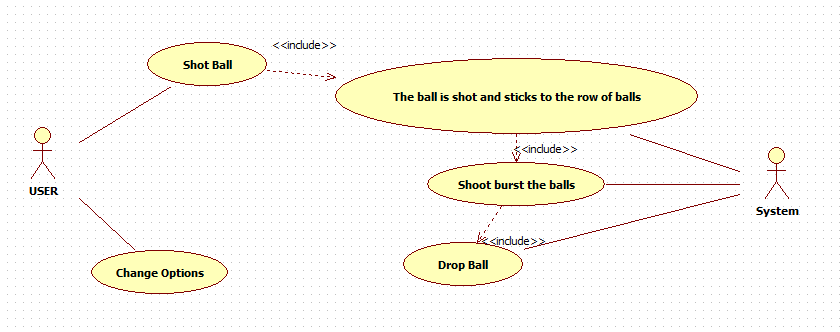 <<include>>
Shot Ball
The ball is shot and sticks to the row of balls
<<include>>
USER
Shoot burst the balls
System
<<include>>
Change Options
Drop Ball